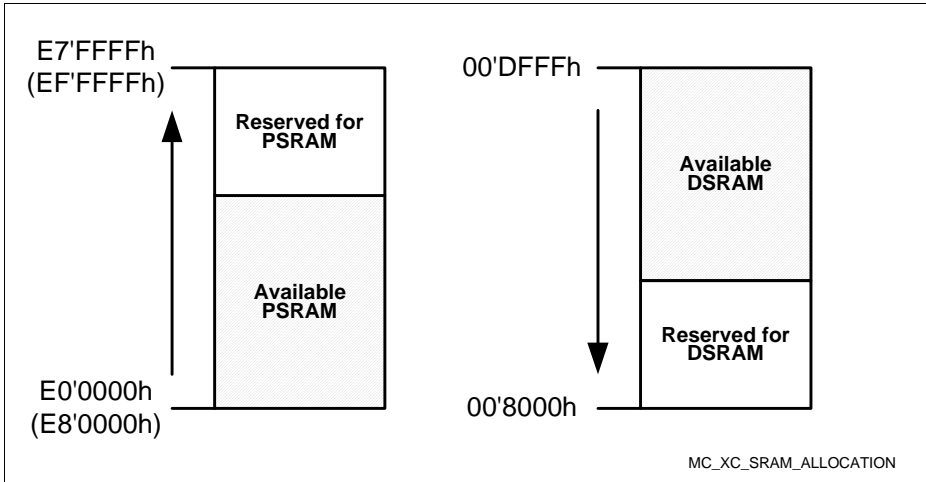 E7'FFFFh
(EF'FFFFh)
Reserved for
PSRAM
Available
PSRAM
E0'0000h
(E8'0000h)
00'DFFFh
Available
DSRAM
Reserved for
DSRAM
00'8000h
MC_XC_SRAM_ALLOCATION